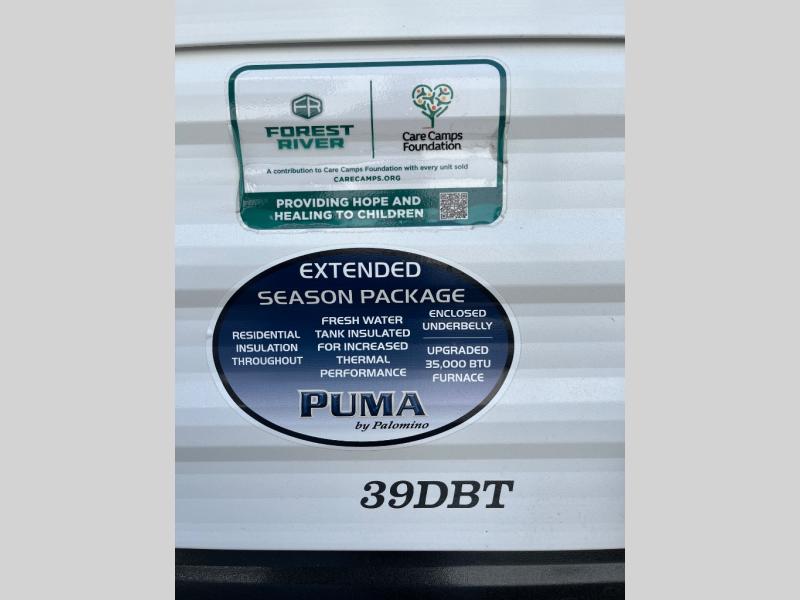 FR
FOREST RIVER
Care Camps Foundation
A contribution to Care Camps Foundation with every unit sold
CARECAMPS.ORG
PROVIDING HOPE AND
HEALING TO CHILDREN
EXTENDED
SEASON PACKAGE
RESIDENTIAL
INSULATION
THROUGHOUT
FRESH WATER
TANK INSULATED
FOR INCREASED
THERMAL
PERFORMANCE
ENCLOSED
UNDERBELLY
UPGRADED
35,000 BTU
FURNACE
PUMA
by Palomino
39DBT